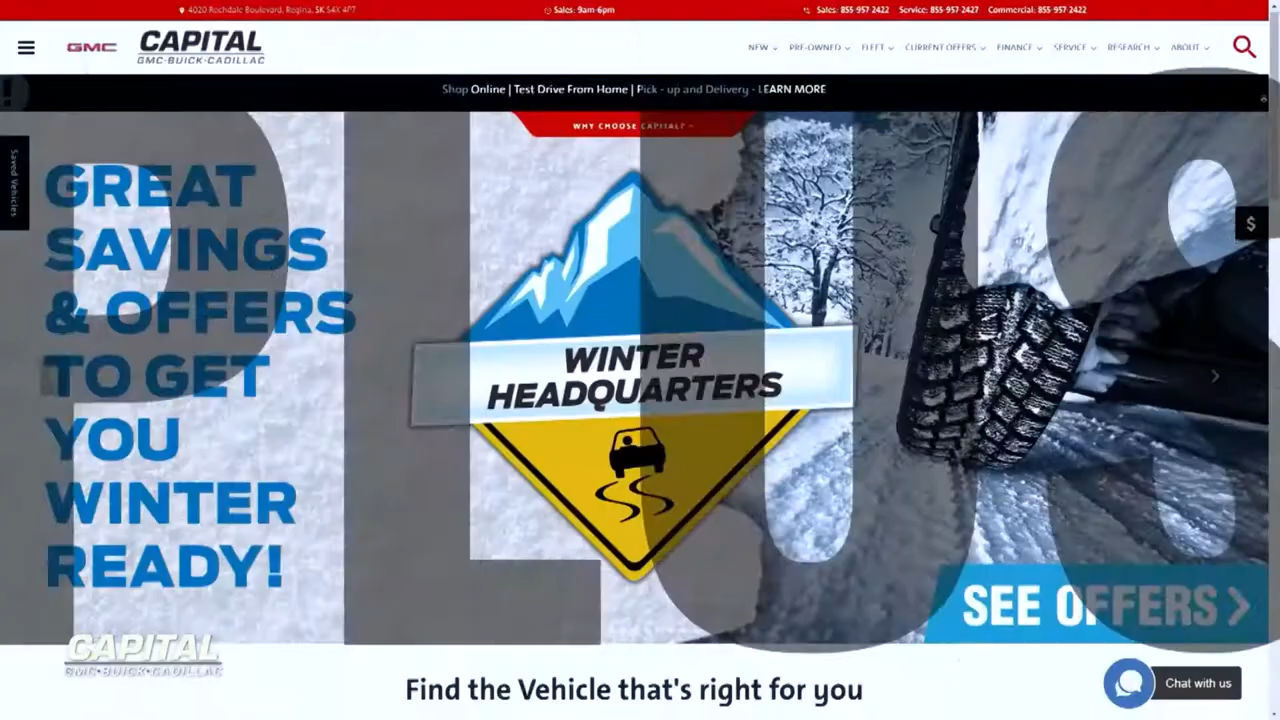 4020 Rochdale Boulevard, Regina, SK S4X 4P7
Sales: 9am-6pm
Sales: 855-957-2422 Service: 855-957-2427 Commercial: 855-957-2422
GMC
CAPITAL
GMC•BUICK•CADILLAC
NEW PRE-OWNED FLEET CURRENT OFFERS FINANCE SERVICE RESEARCH ABOUT
Shop Online | Test Drive From Home | Pick - up and Delivery - LEARN MORE
WHY CHOOSE CAPITAL?
Saved Vehicles
PLUS
$
GREAT
SAVINGS
& OFFERS
TO GET
YOU
WINTER
READY!
WINTER
HEADQUARTERS
SEE OFFERS
CAPITAL
GMC•BUICK•CADILLAC
Find the Vehicle that's right for you
Chat with us